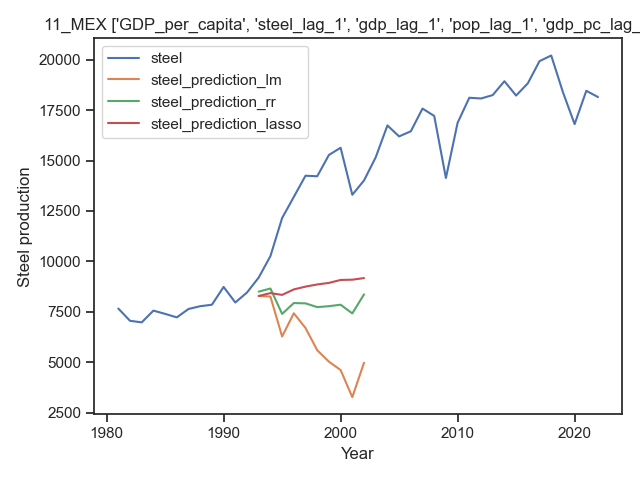 11_MEX ['GDP_per_capita', 'steel_lag_1', 'gdp_lag_1', 'pop_lag_1', 'gdp_pc_lag_
steel
steel_prediction_lm
steel_prediction_rr
steel_prediction_lasso
Steel production
20000
17500
15000
12500
10000
7500
5000
2500
1980
1990
2000
2010
2020
Year